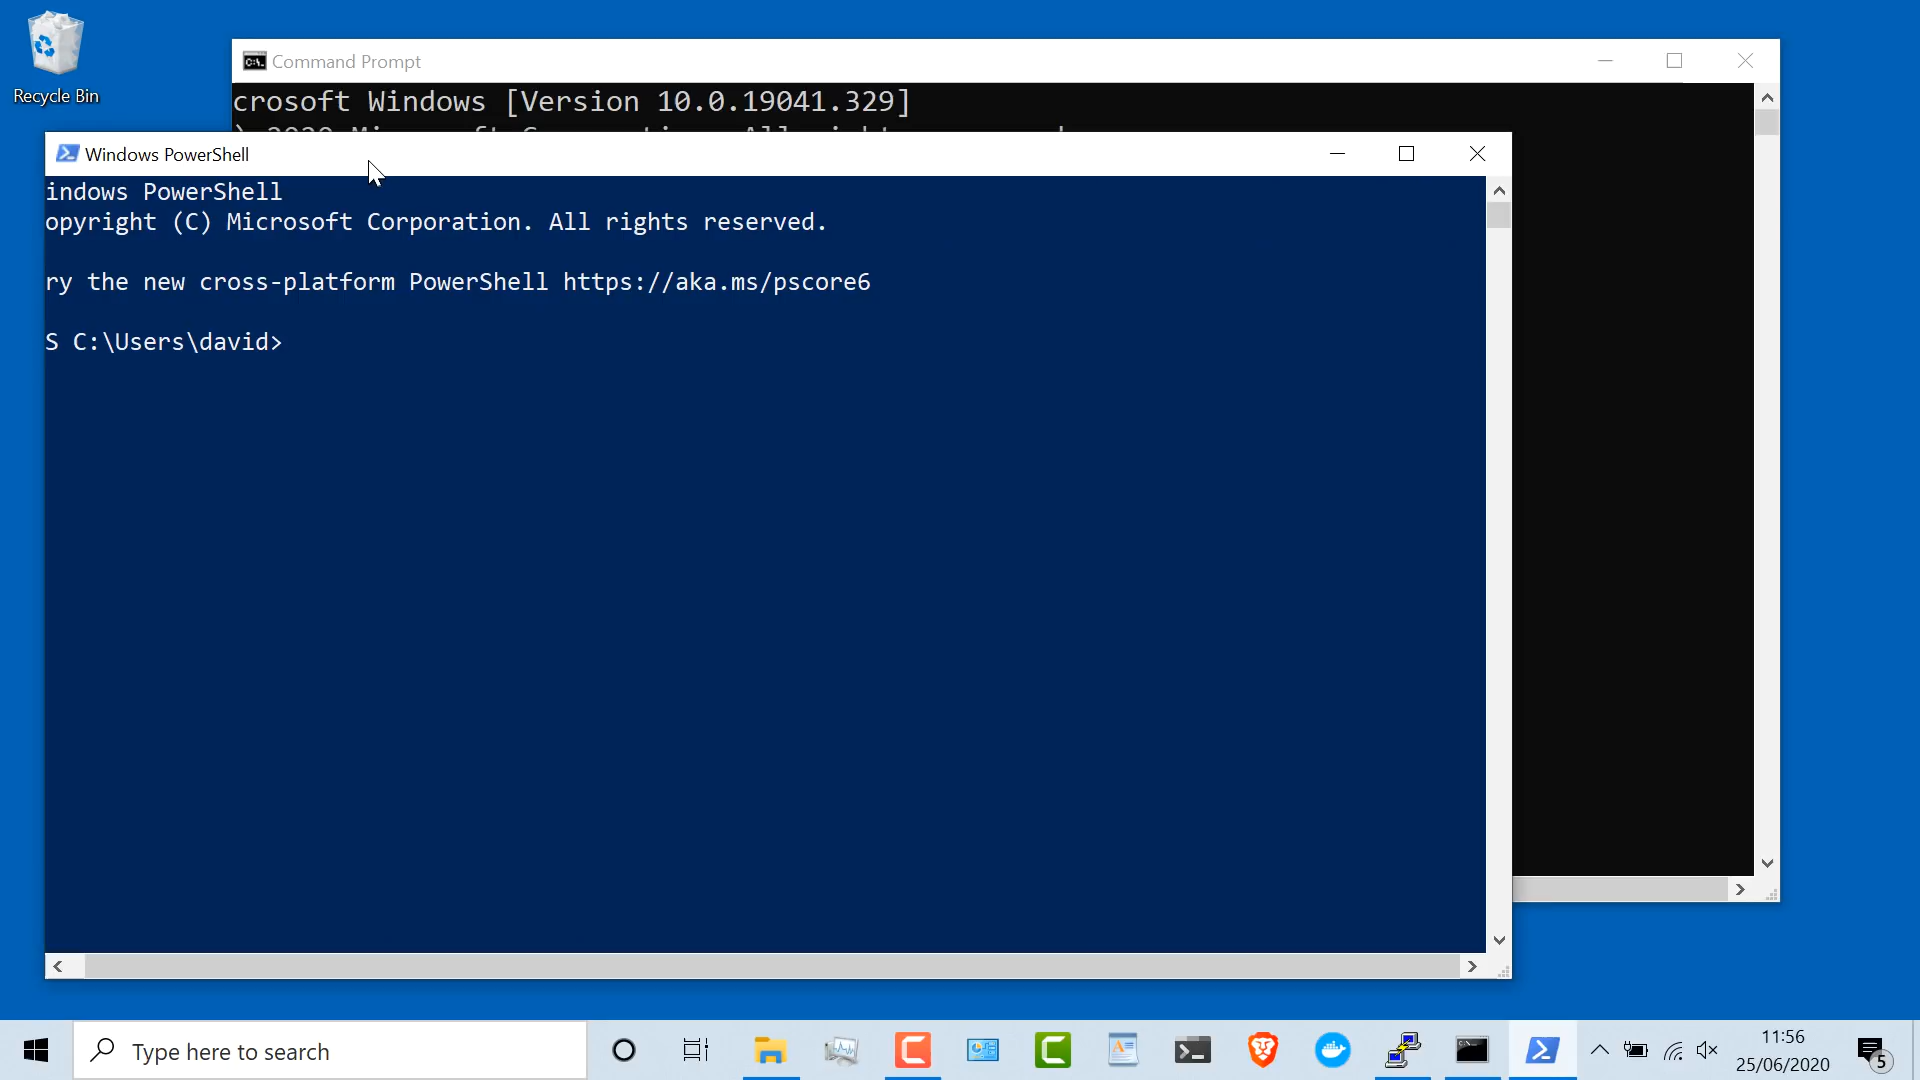 Recycle Bin
Command Prompt
crosoft Windows [Version 10.0.19041.329]
Windows PowerShell
indows PowerShell
opyright (C) Microsoft Corporation. All rights reserved.
ry the new cross-platform PowerShell https://aka.ms/pscore6
S C:\Users\david>
Type here to search
11:56
25/06/2020
5